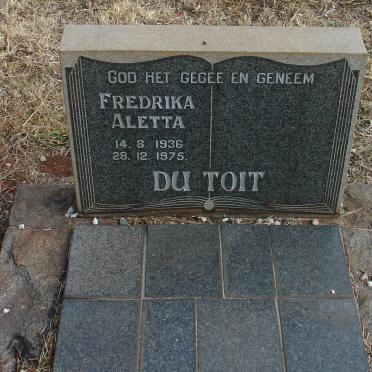 GOD HET GEGEE EN GENEEM
FREDRIKA
ALETTA
14. 8. 1936
28. 12. 1975.
DU TOIT